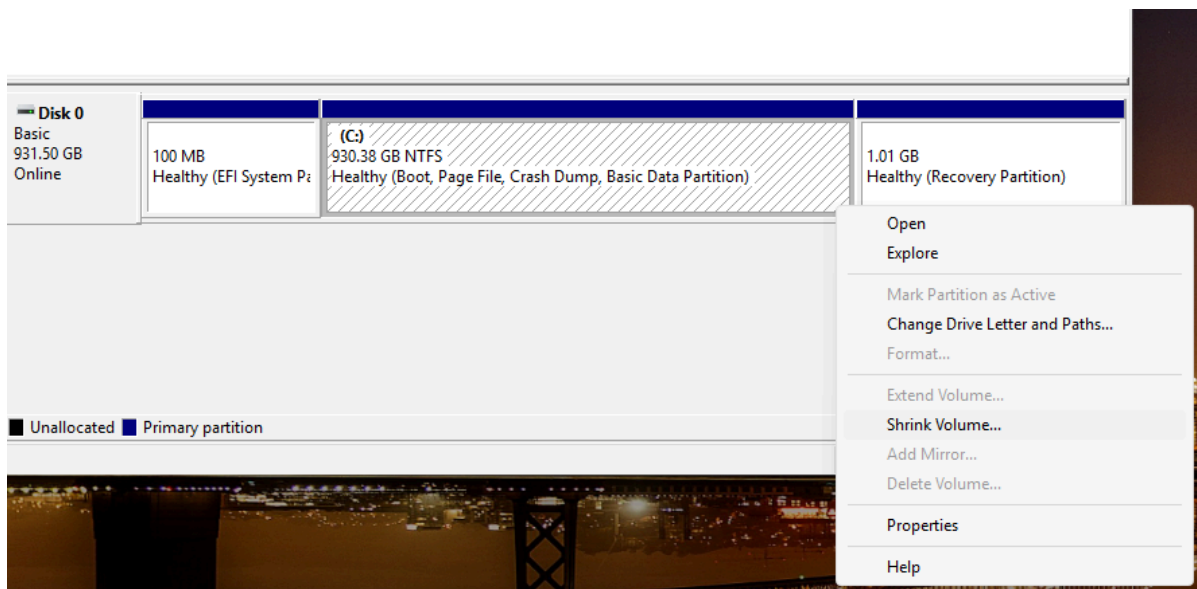 Disk 0
Basic
931.50 GB
Online
100 MB
Healthy (EFI System Pa
(C:)
930.38 GB NTFS
Healthy (Boot, Page File, Crash Dump, Basic Data Partition)
1.01 GB
Healthy (Recovery Partition)
Open
Explore
Mark Partition as Active
Change Drive Letter and Paths...
Format...
Extend Volume...
Shrink Volume...
Add Mirror...
Delete Volume...
Properties
Help
Unallocated
Primary partition